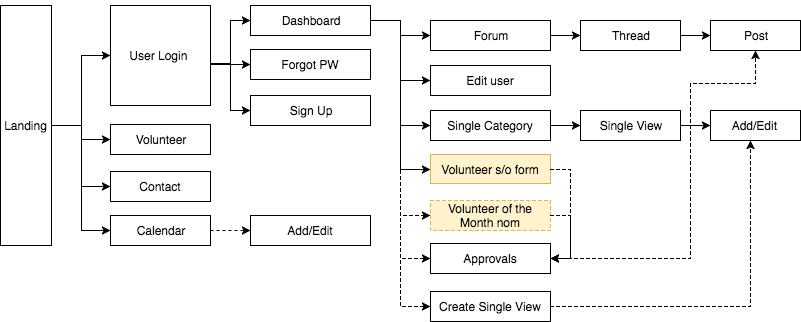 Landing
User Login
Volunteer
Contact
Calendar
Dashboard
Forgot PW
Sign Up
Add/Edit
Forum
Thread
Post
Edit user
Single Category
Single View
Add/Edit
Volunteer s/o form
Volunteer of the
Month nom
Approvals
Create Single View